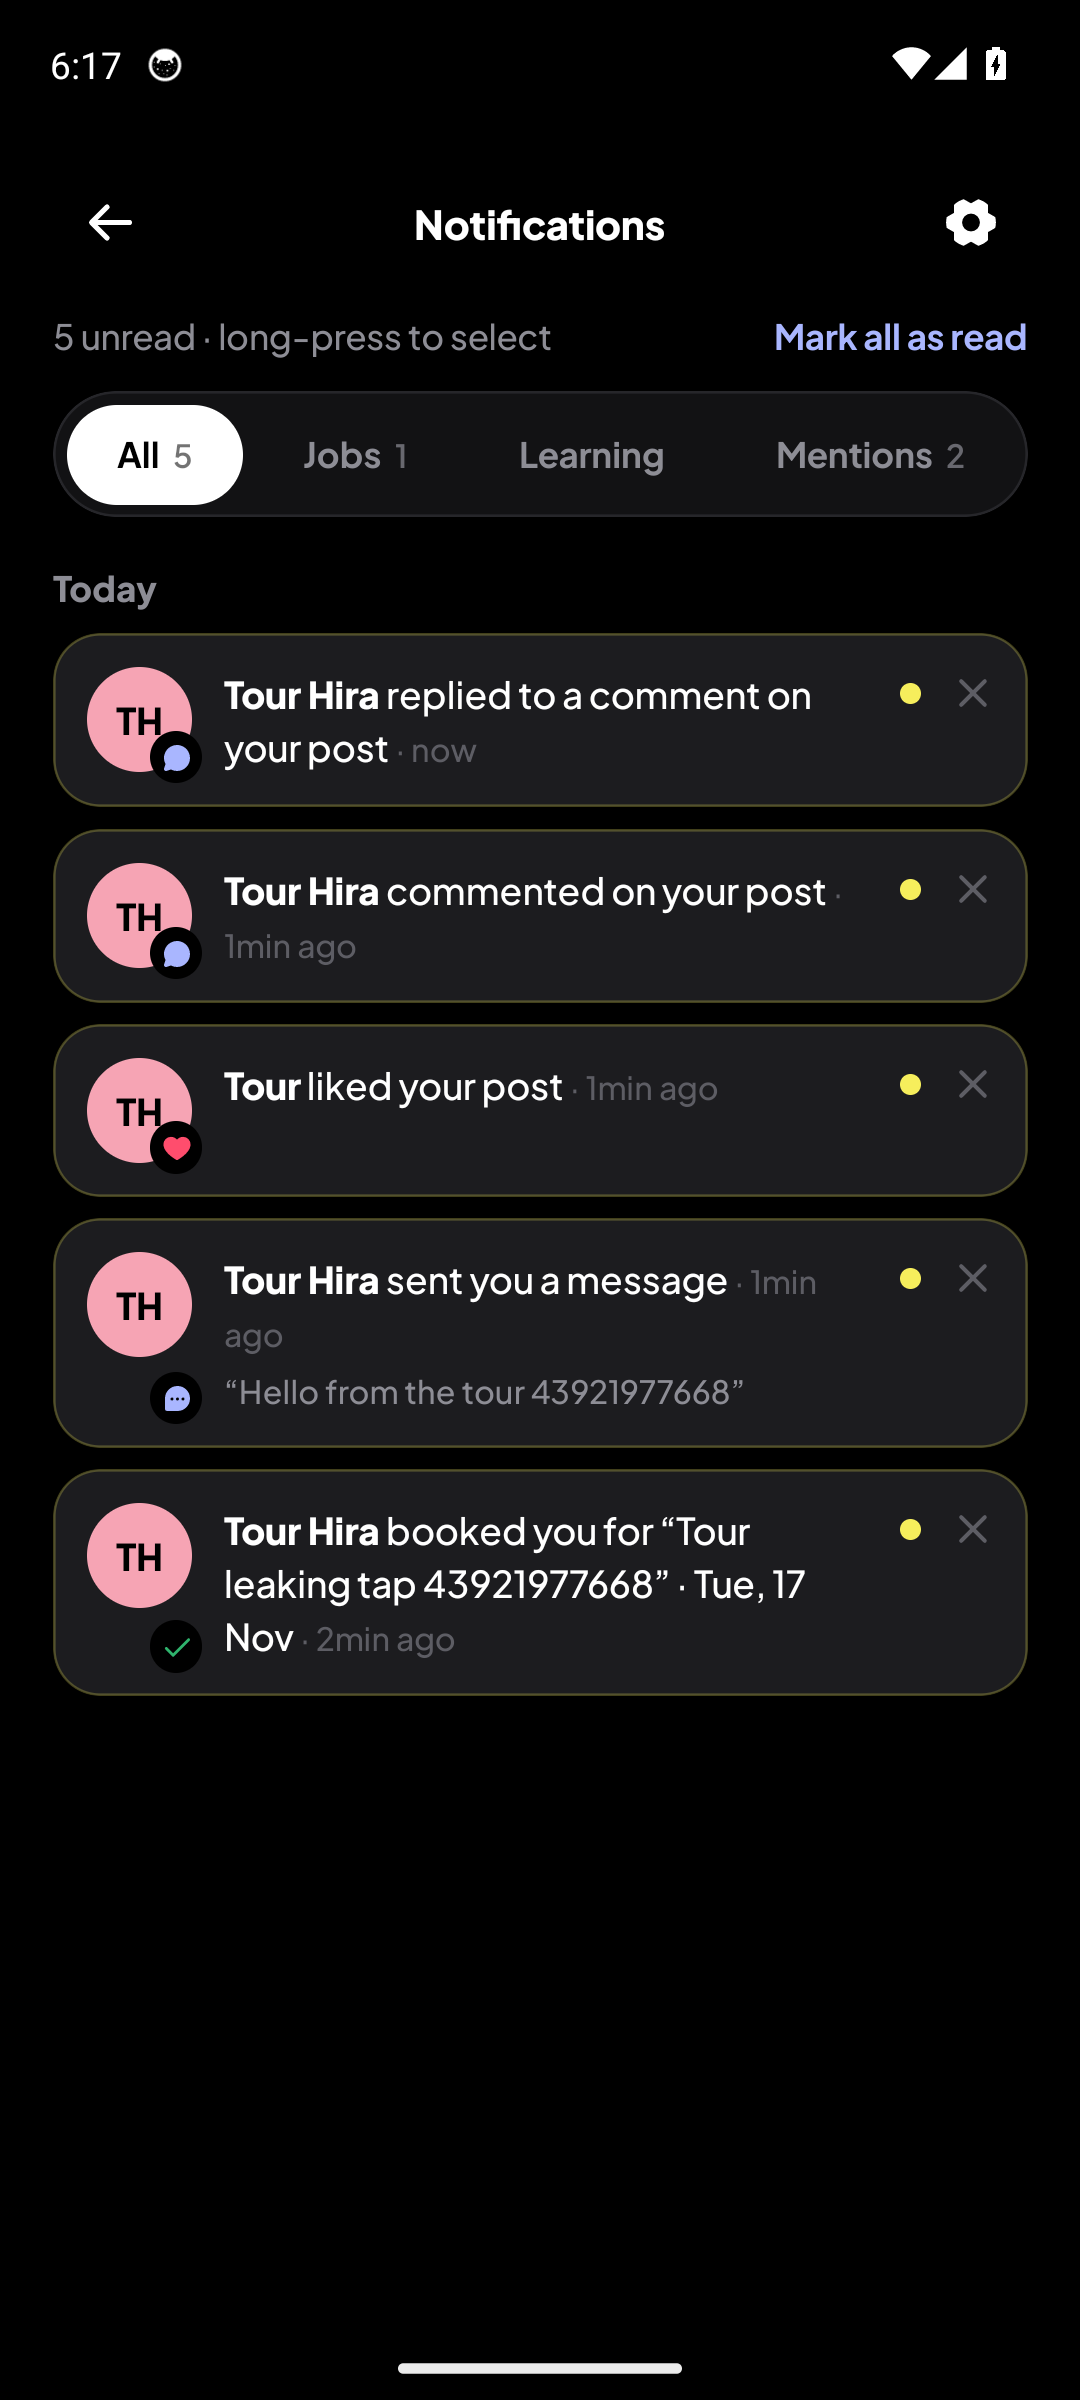 6:17
Notifications
5 unread · long-press to select
Mark all as read
All 5
Jobs 1
Learning
Mentions 2
Today
TH
Tour Hira replied to a comment on
your post · now
TH
Tour Hira commented on your post ·
1min ago
TH
Tour liked your post · 1min ago
TH
Tour Hira sent you a message · 1min
ago
“Hello from the tour 43921977668”
TH
Tour Hira booked you for “Tour
leaking tap 43921977668” · Tue, 17
Nov · 2min ago